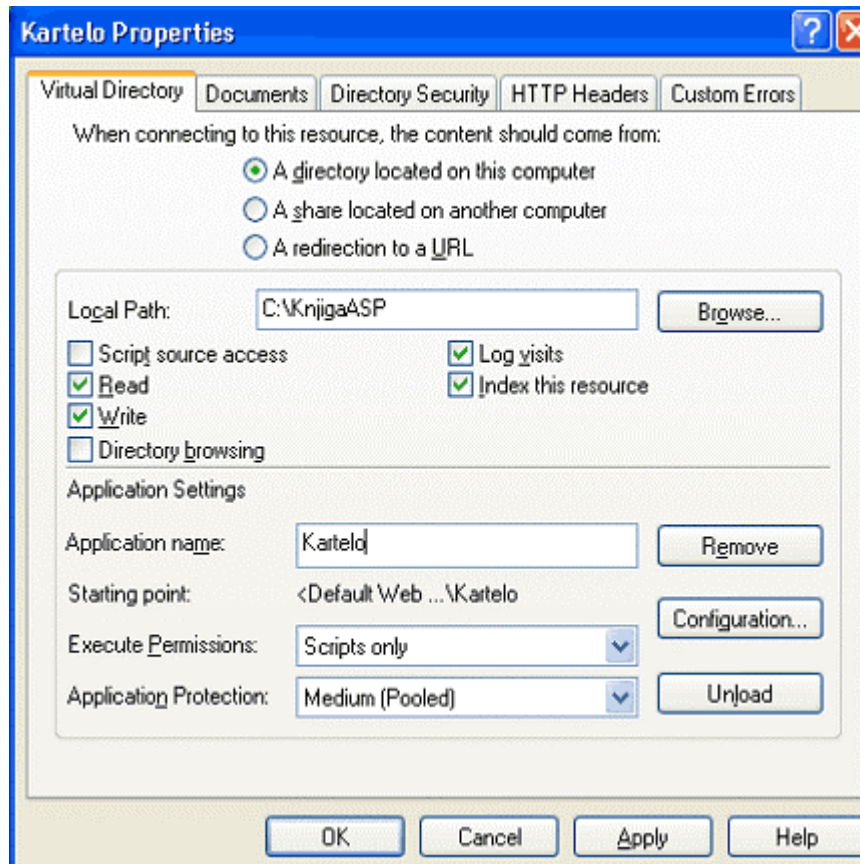 Kartelo Properties
Virtual Directory Documents Directory Security HTTP Headers Custom Errors
When connecting to this resource, the content should come from:
A directory located on this computer
A share located on another computer
A redirection to a URL
Local Path: C:\KnjigaASP Browse...
Script source access Log visits
Read Index this resource
Write
Directory browsing
Application Settings
Application name: Kartelo Remove
Starting point: <Default Web ...\Kartelo
Configuration...
Execute Permissions: Scripts only
Application Protection: Medium (Pooled) Unload
OK Cancel Apply Help